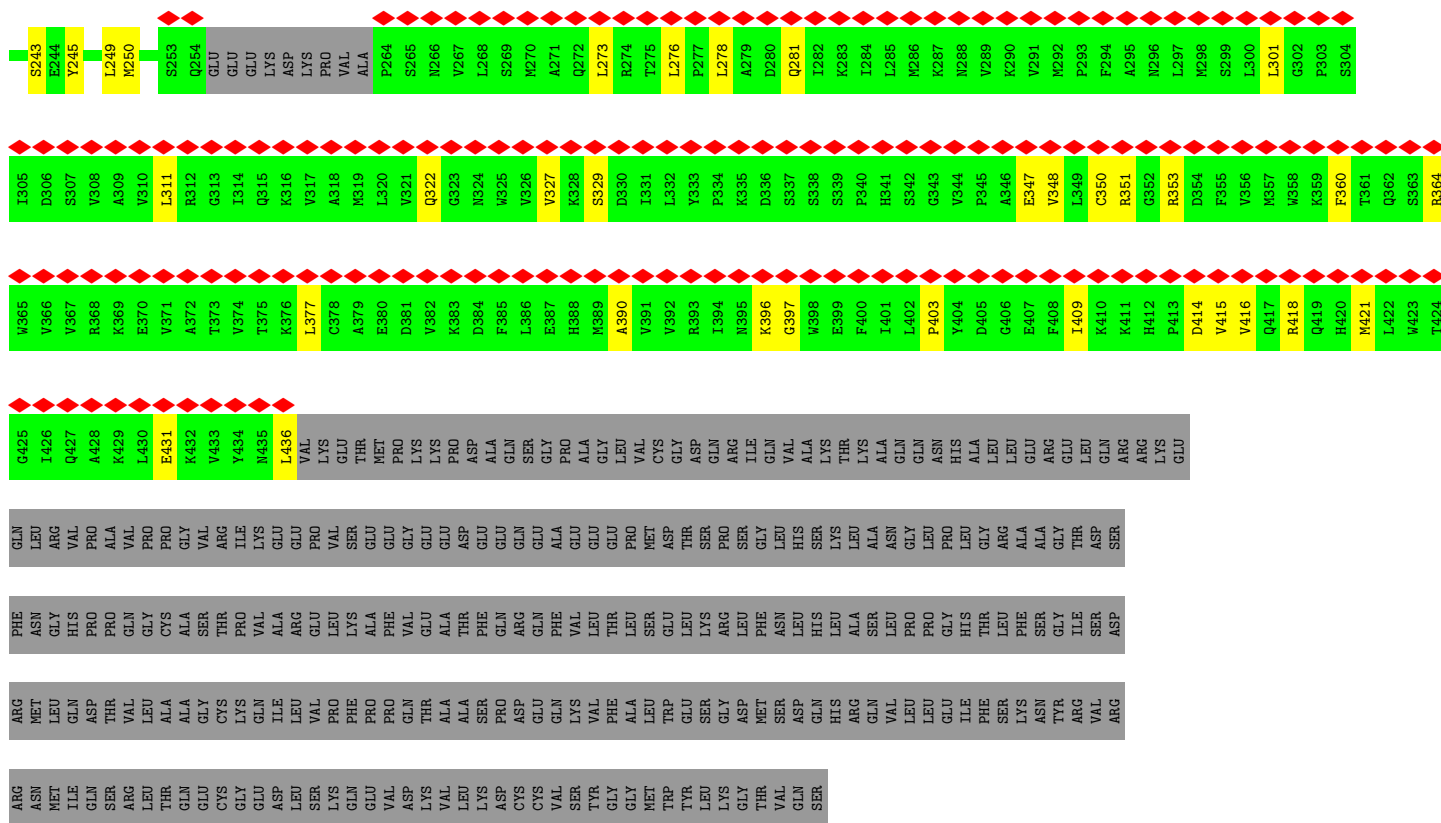 S243 E244 Y245 L249 M250 S253 Q254 GLU GLU GLU LYS ASP LYS PRO VAL ALA P264 S265 N266 V267 L268 S269 M270 A271 Q272 L273 R274 T275 L276 P277 L278 A279 D280 Q281 I282 K283 I284 L285 M286 K287 N288 V289 K290 V291 M292 P293 F294 A295 N296 L297 M298 S299 L300 L301 G302 P303 S304
I305 D306 S307 V308 A309 V310 L311 R312 G313 I314 Q315 K316 V317 A318 M319 L320 V321 Q322 G323 N324 W325 V326 V327 K328 S329 D330 I331 L332 Y333 P334 K335 D336 S337 S338 S339 P340 H341 S342 G343 V344 P345 A346 E347 V348 L349 C350 R351 G352 R353 D354 F355 V356 M357 W358 K359 F360 T361 Q362 S363 R364
W365 V366 V367 R368 K369 E370 V371 A372 T373 V374 T375 K376 L377 C378 A379 E380 D381 V382 K383 D384 F385 L386 E387 H388 M389 A390 V391 V392 R393 I394 N395 K396 G397 W398 E399 F400 I401 L402 P403 Y404 D405 G406 E407 F408 I409 K410 K411 H412 P413 D414 V415 V416 Q417 R418 Q419 H420 M421 L422 W423 T424
G425 I426 Q427 A428 K429 L430 E431 K432 V433 Y434 N435 L436 VAL LYS GLU THR MET PRO LYS LYS PRO ASP ALA GLN SER GLY PRO ALA GLY LEU VAL CYS GLY ASP GLN ARG ILE GLN VAL ALA LYS THR LYS ALA GLN GLN ASN HIS ALA LEU LEU GLU ARG GLU LEU GLN ARG ARG LYS GLU
GLN LEU ARG VAL PRO ALA VAL PRO PRO GLY VAL ARG ILE LYS GLU GLU PRO VAL SER GLU GLU GLY GLU GLU ASP GLU GLU GLN GLU ALA GLU GLU GLU PRO MET ASP THR SER PRO SER GLY LEU HIS SER LYS LEU ALA ASN GLY LEU PRO LEU GLY ARG ALA ALA GLY THR ASP SER
PHE ASN GLY HIS PRO PRO GLN GLY CYS ALA SER THR PRO VAL ALA ARG GLU LEU LYS ALA PHE VAL GLU ALA THR PHE GLN ARG GLN PHE VAL LEU THR LEU SER GLU LEU LYS ARG LEU PHE ASN LEU HIS LEU ALA SER LEU PRO PRO GLY HIS THR LEU PHE SER GLY ILE SER ASP
ARG MET LEU GLN ASP THR VAL LEU ALA ALA GLY CYS LYS GLN ILE LEU VAL PRO PHE PRO PRO GLN THR ALA ALA SER PRO ASP GLU GLN LYS VAL PHE ALA LEU TRP GLU SER GLY ASP MET SER ASP GLN HIS ARG GLN VAL LEU LEU GLU ILE PHE SER LYS ASN TYR ARG VAL ARG
ARG ASN MET ILE GLN SER ARG LEU THR GLN GLU CYS GLY GLU ASP LEU SER LYS GLN GLU VAL ASP LYS VAL LEU LYS ASP CYS CYS VAL SER TYR GLY GLY MET TRP TYR LEU LYS GLY THR VAL GLN SER